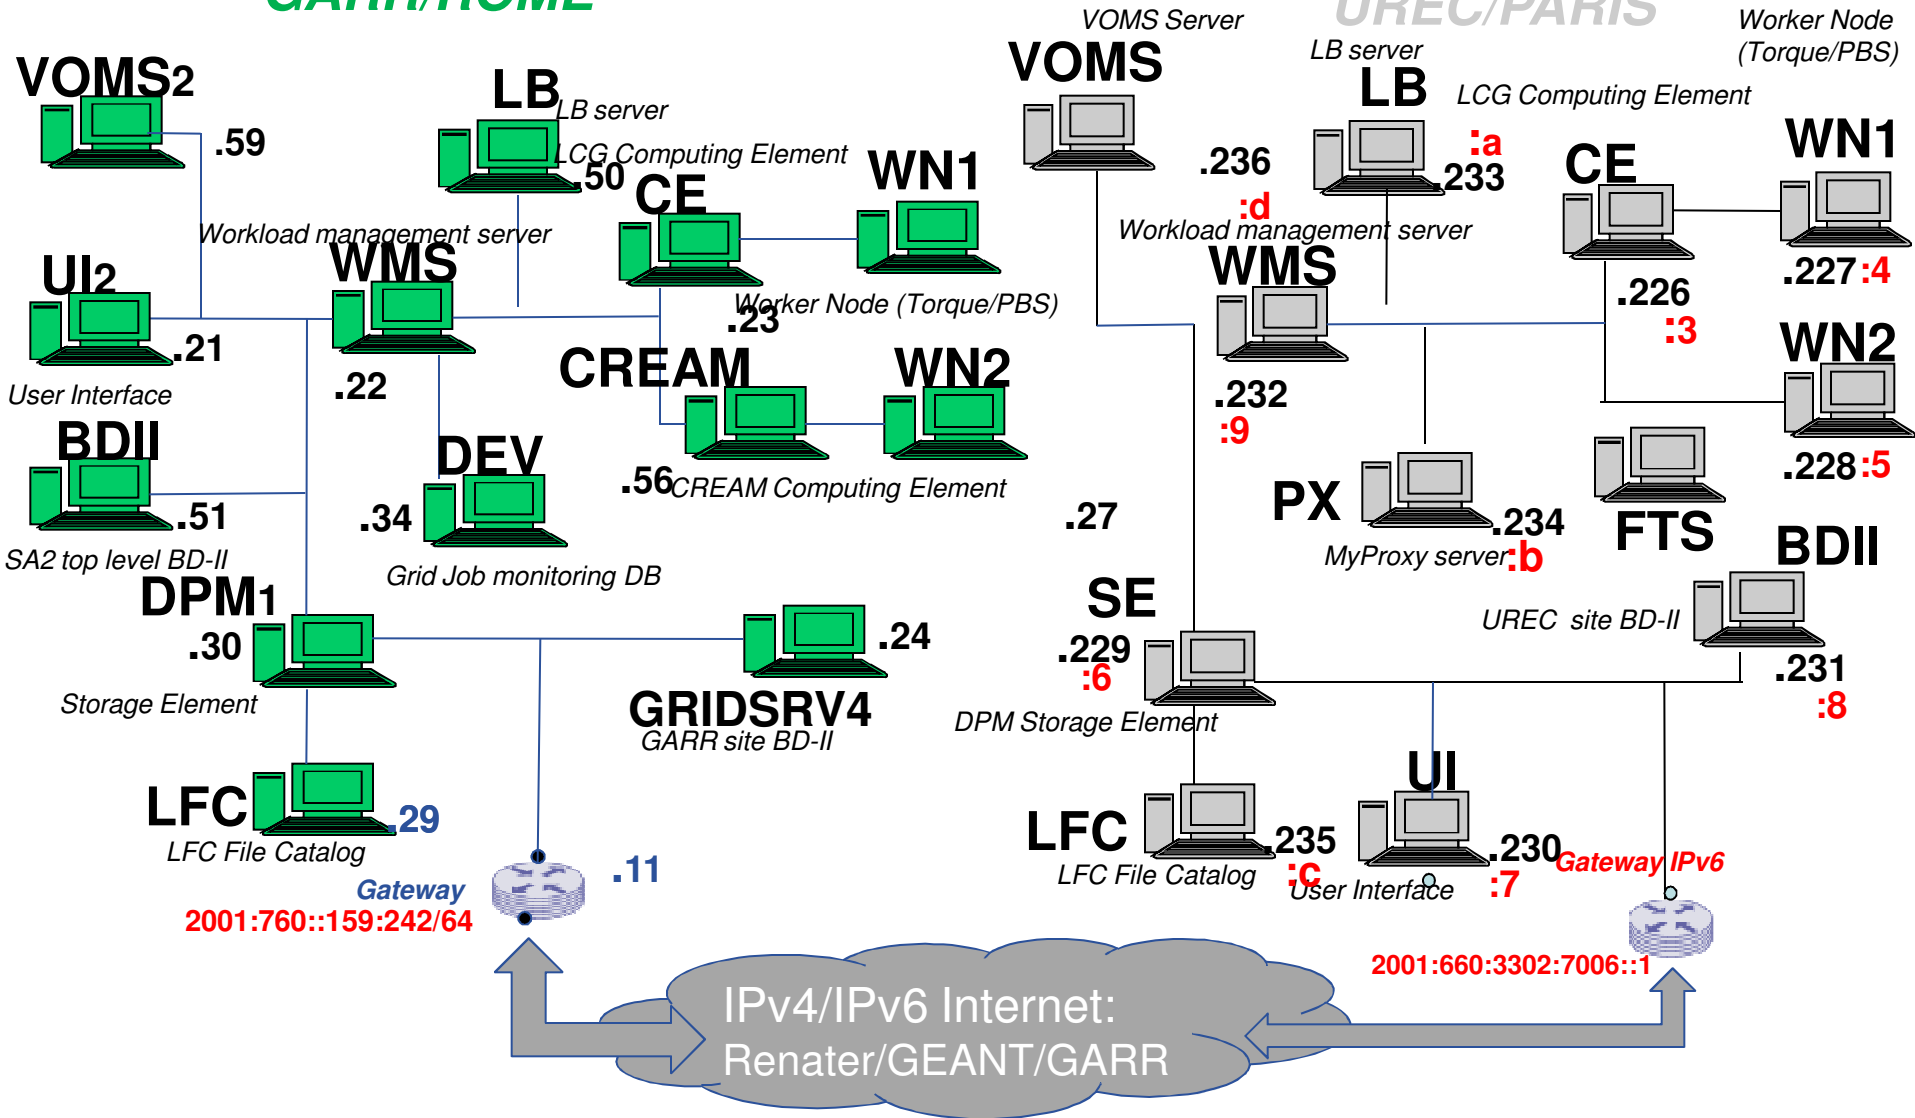 GARR/ROME
UREC/PARIS
VOMS Server
Worker Node
(Torque/PBS)
LB server
VOMS2
LB
VOMS
LB
LCG Computing Element
LB server
.59
LCG Computing Element
.50
CE
WN1
.236
:d
:a
.233
CE
WN1
Workload management server
WMS
UI2
.21
User Interface
.22
.23
Worker Node (Torque/PBS)
Workload management server
WMS
.232
:9
.226
:3
.227:4
WN2
.228:5
CREAM
WN2
BDII
.51
SA2 top level BD-II
DEV
.34
Grid Job monitoring DB
.56
CREAM Computing Element
.27
PX
.234
:b
MyProxy server
FTS
BDII
UREC site BD-II
.231
:8
DPM1
.30
Storage Element
.24
GRIDSRV4
GARR site BD-II
SE
.229
:6
DPM Storage Element
LFC
.29
LFC File Catalog
LFC
.235
:c
LFC File Catalog
UI
.230
:7
User Interface
Gateway
.11
2001:760::159:242/64
Gateway IPv6
2001:660:3302:7006::1
IPv4/IPv6 Internet:
Renater/GEANT/GARR